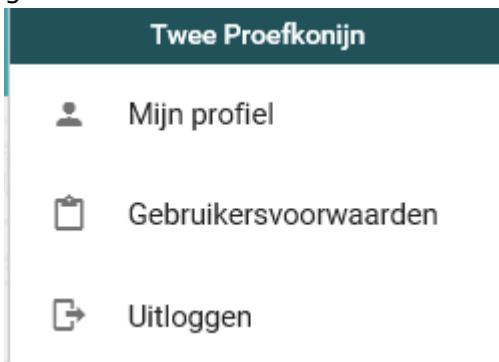 Twee Proefkonijn
Mijn profiel
Gebruikersvoorwaarden
Uitloggen